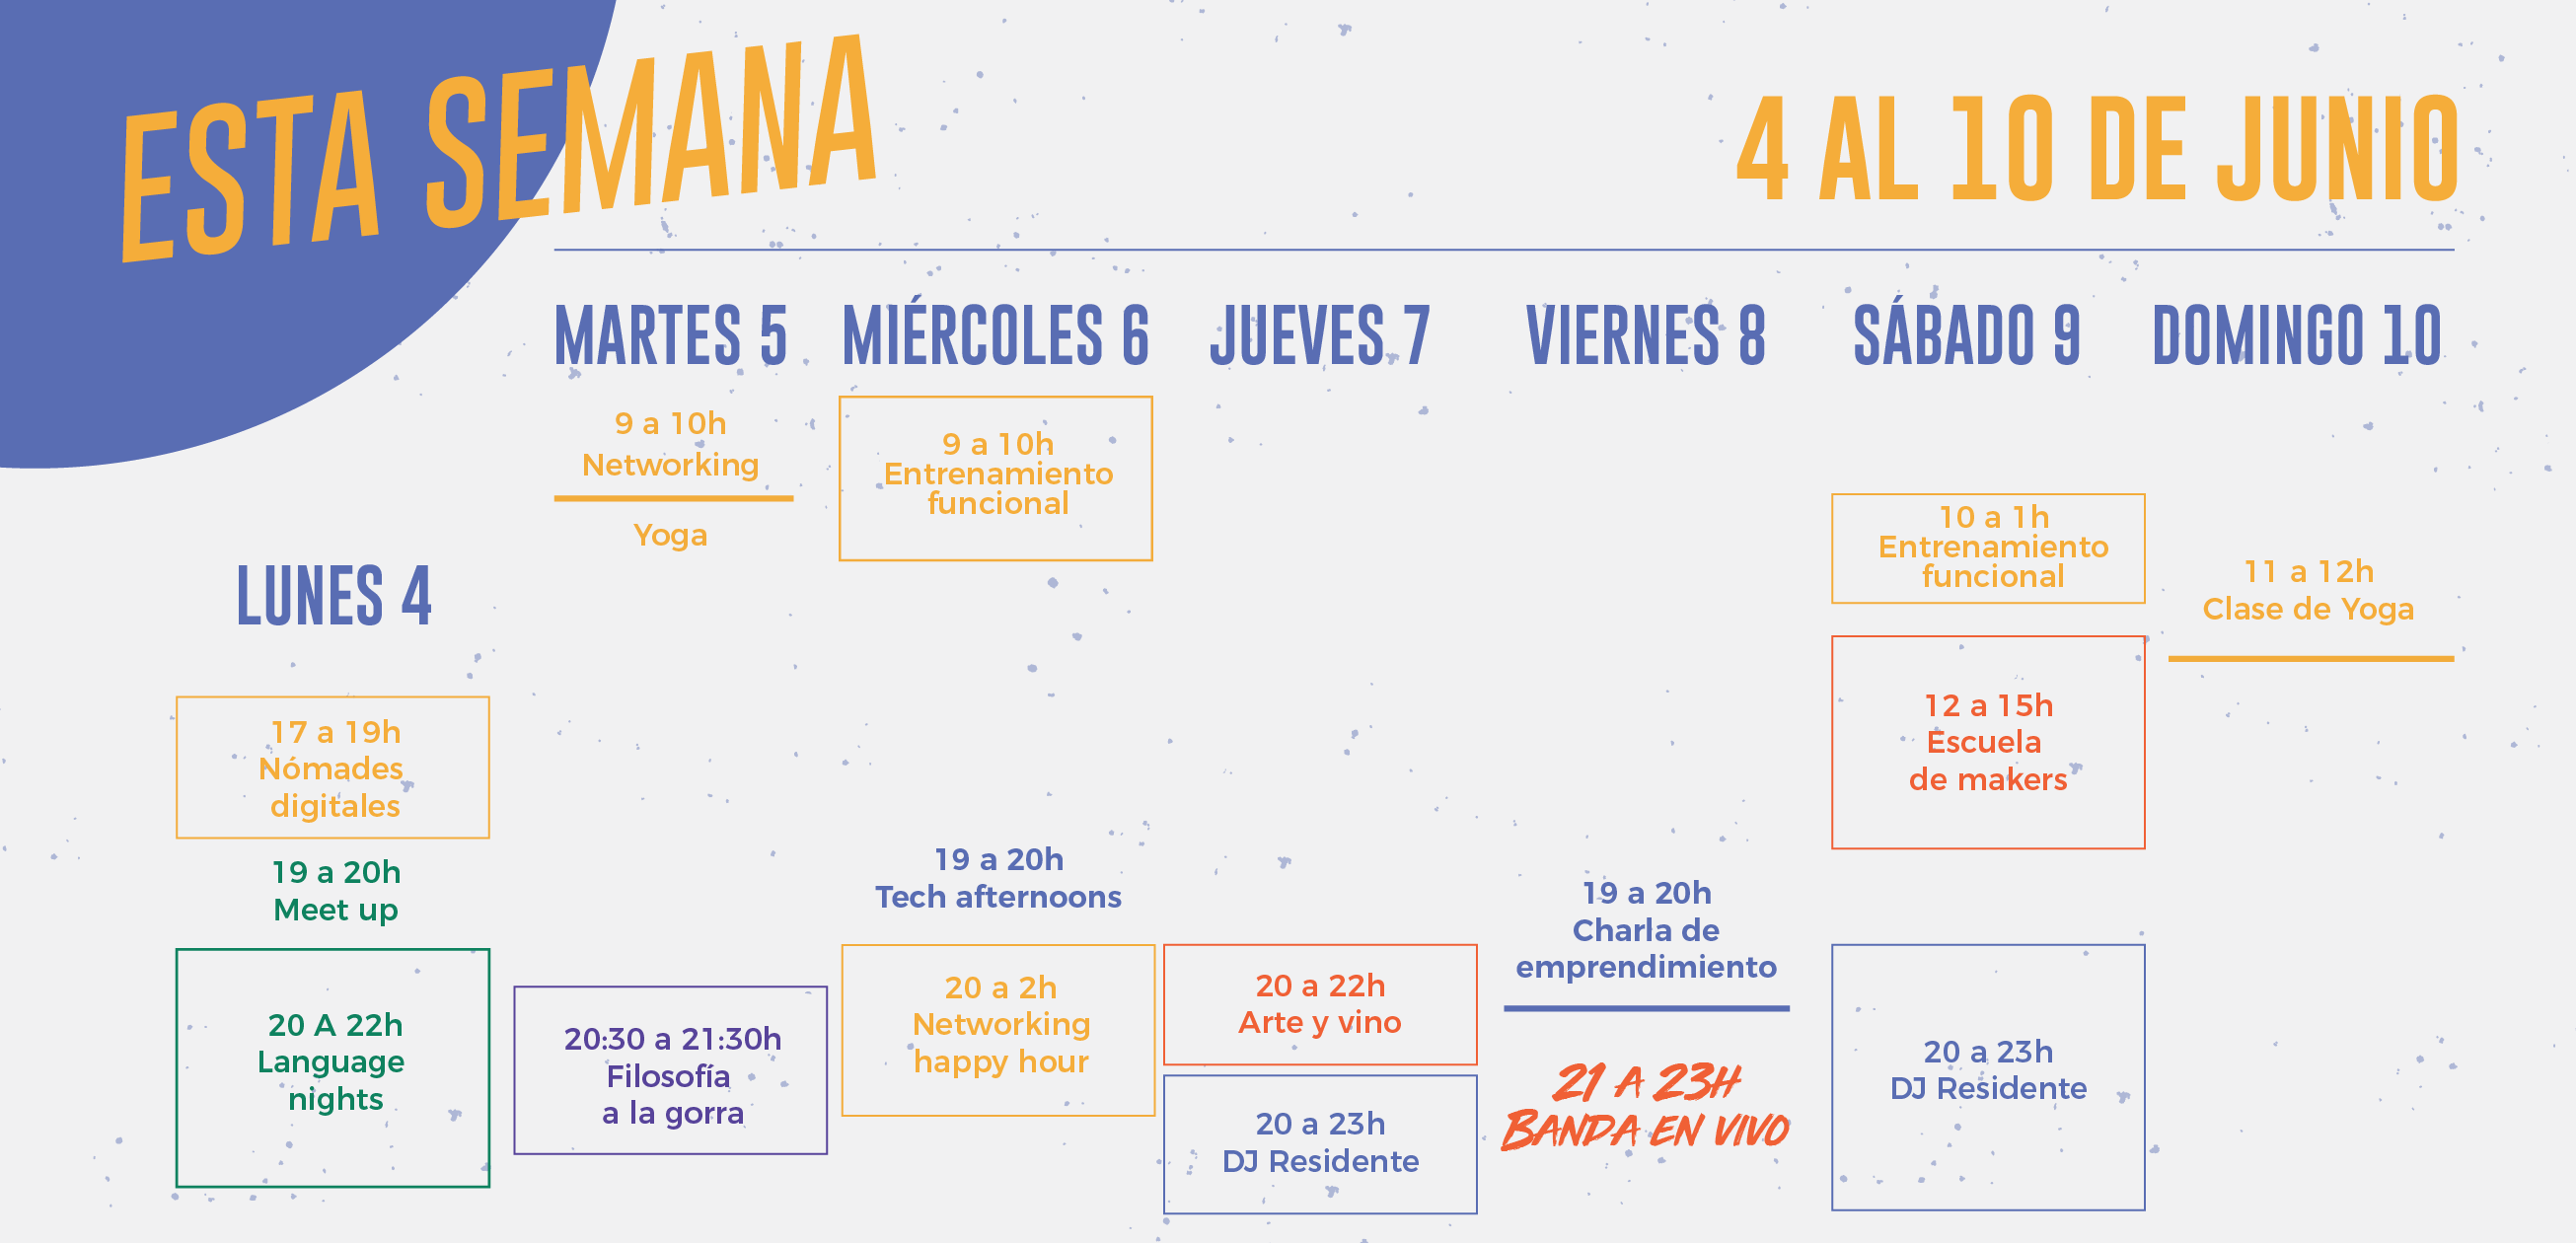 ESTA SEMANA
4 AL 10 DE JUNIO
LUNES 4
17 a 19h
Nómades
digitales
19 a 20h
Meet up
20 A 22h
Language
nights
MARTES 5
9 a 10h
Networking
Yoga
20:30 a 21:30h
Filosofía
a la gorra
MIÉRCOLES 6
9 a 10h
Entrenamiento
funcional
19 a 20h
Tech afternoons
20 a 2h
Networking
happy hour
JUEVES 7
20 a 22h
Arte y vino
20 a 23h
DJ Residente
VIERNES 8
19 a 20h
Charla de
emprendimiento
21 A 23H
BANDA EN VIVO
SÁBADO 9
10 a 1h
Entrenamiento
funcional
12 a 15h
Escuela
de makers
20 a 23h
DJ Residente
DOMINGO 10
11 a 12h
Clase de Yoga